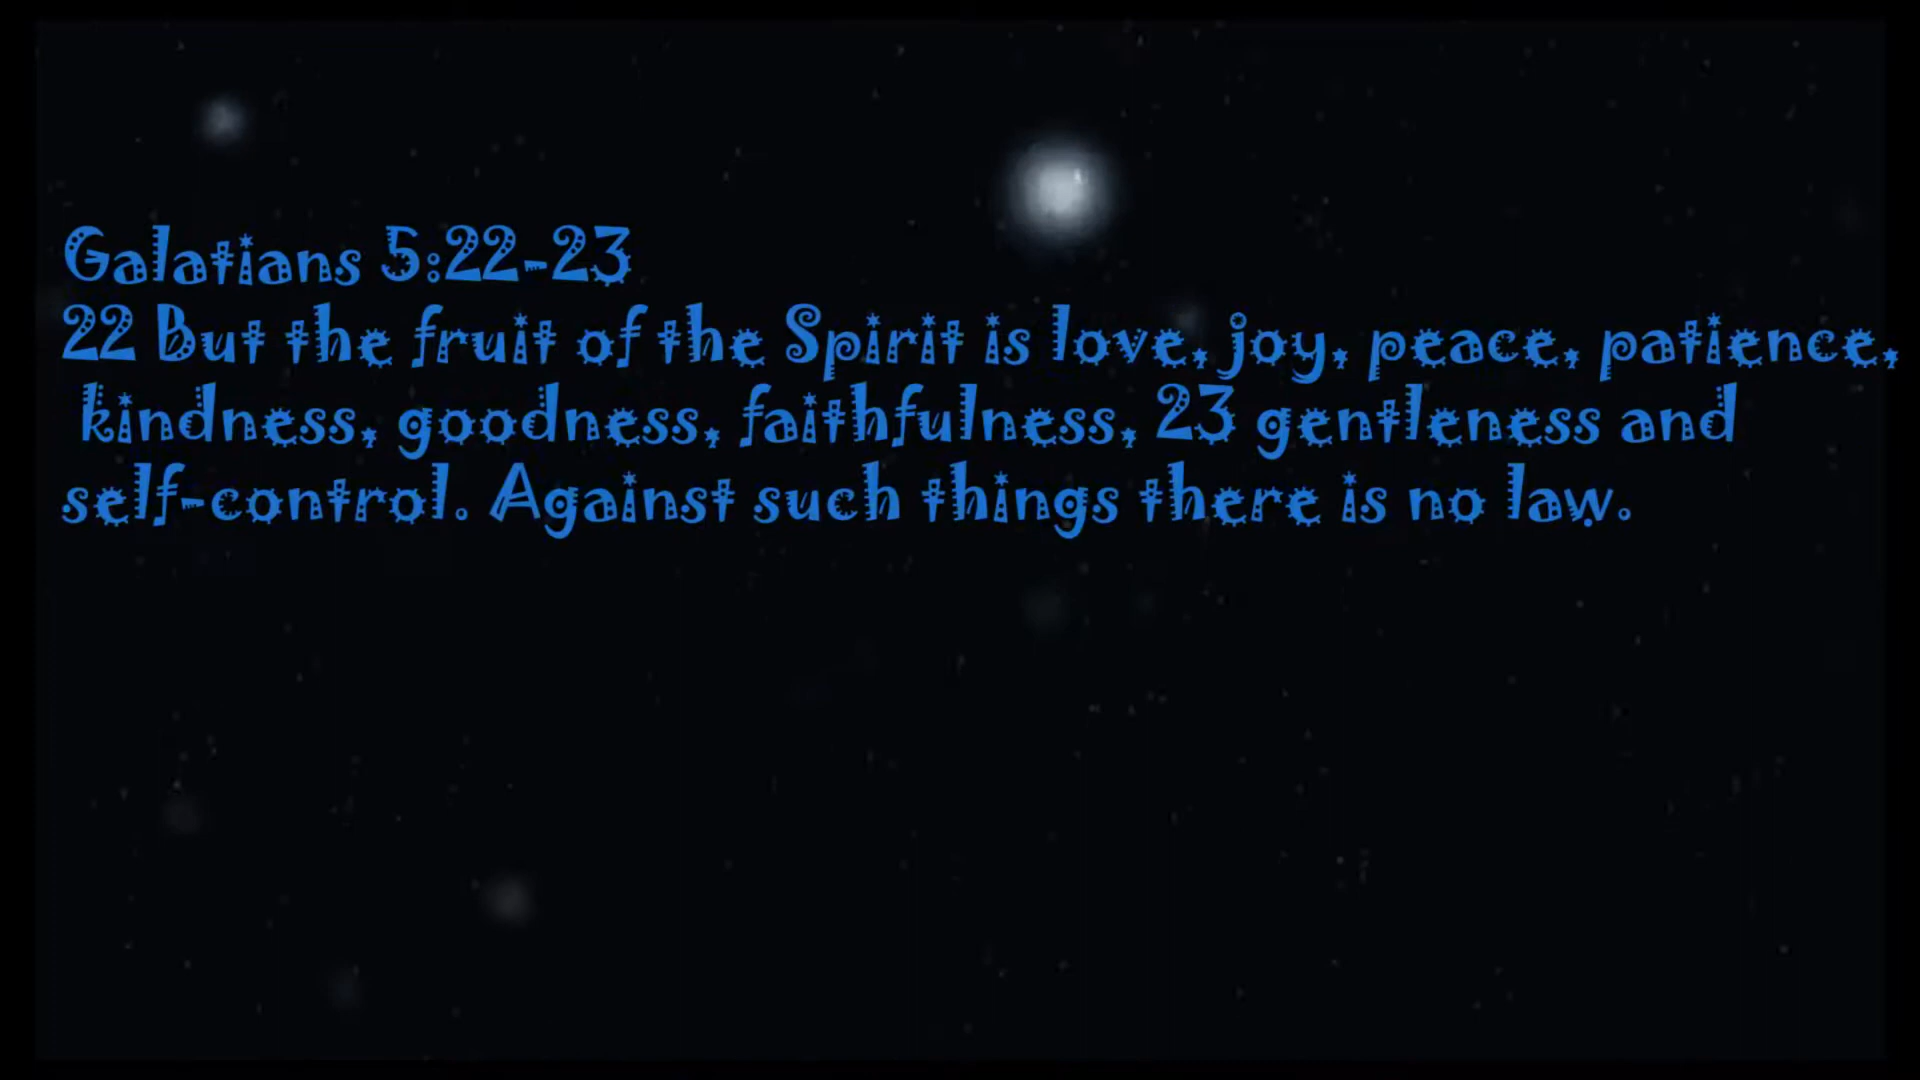 Galatians 5:22-23
22 But the fruit of the Spirit is love, joy, peace, patience,
kindness, goodness, faithfulness, 23 gentleness and
self-control. Against such things there is no law.